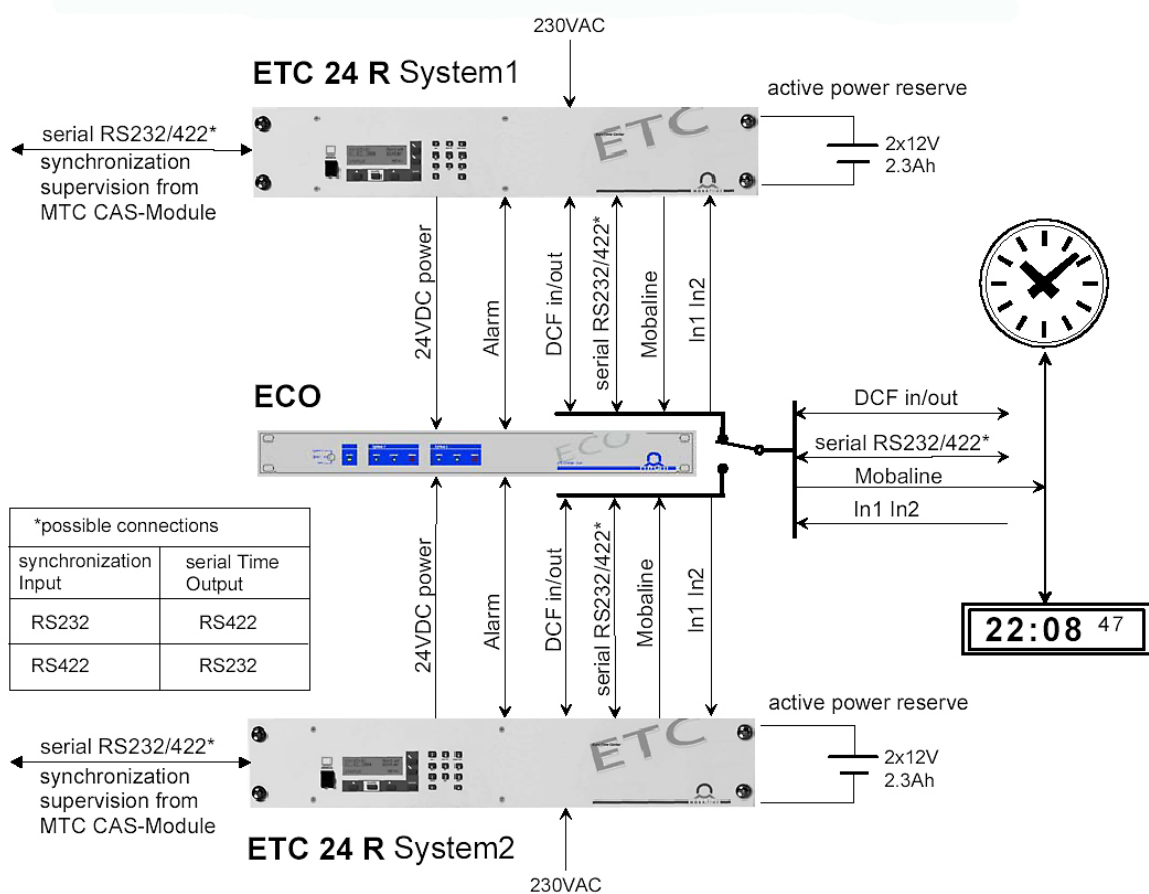 230VAC
ETC 24 R System1
active power reserve
serial RS232/422*
synchronization
supervision from
MTC CAS-Module
ETC
2x12V
2.3Ah
24VDC power
Alarm
DCF in/out
serial RS232/422*
Mobaline
In1 In2
ECO
ECO
DCF in/out
serial RS232/422*
Mobaline
In1 In2
*possible connections
synchronization
Input
serial Time
Output
RS232
RS422
RS422
RS232
24VDC power
Alarm
DCF in/out
serial RS232/422*
Mobaline
In1 In2
22:08 47
active power reserve
serial RS232/422*
synchronization
supervision from
MTC CAS-Module
ETC
2x12V
2.3Ah
ETC 24 R System2
230VAC